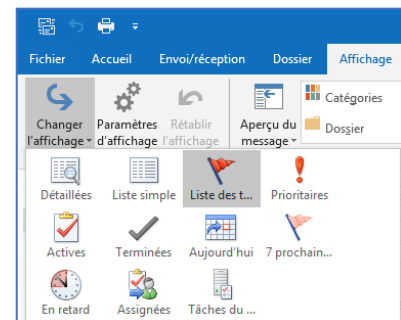 Fichier Accueil Envoi/réception Dossier Affichage
Changer l'affichage
Paramètres d'affichage
Rétablir l'affichage
Aperçu du message
Catégories
Dossier
Détaillées Liste simple Liste des t... Prioritaires
Actives Terminées Aujourd'hui 7 prochain...
En retard Assignées Tâches du ...